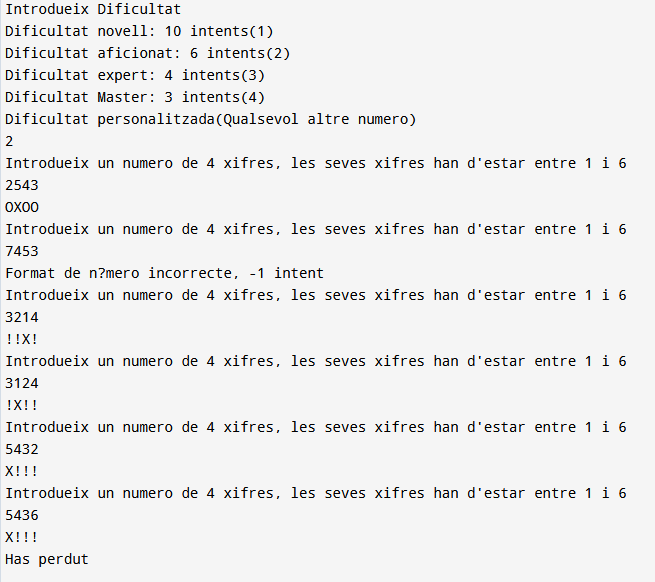 Introdueix Dificultat
Dificultat novell: 10 intents(1)
Dificultat aficionat: 6 intents(2)
Dificultat expert: 4 intents(3)
Dificultat Master: 3 intents(4)
Dificultat personalitzada(Qualsevol altre numero)
2
Introdueix un numero de 4 xifres, les seves xifres han d'estar entre 1 i 6
2543
OXOO
Introdueix un numero de 4 xifres, les seves xifres han d'estar entre 1 i 6
7453
Format de n?mero incorrecte, -1 intent
Introdueix un numero de 4 xifres, les seves xifres han d'estar entre 1 i 6
3214
!!X!
Introdueix un numero de 4 xifres, les seves xifres han d'estar entre 1 i 6
3124
!X!!
Introdueix un numero de 4 xifres, les seves xifres han d'estar entre 1 i 6
5432
X!!!
Introdueix un numero de 4 xifres, les seves xifres han d'estar entre 1 i 6
5436
X!!!
Has perdut